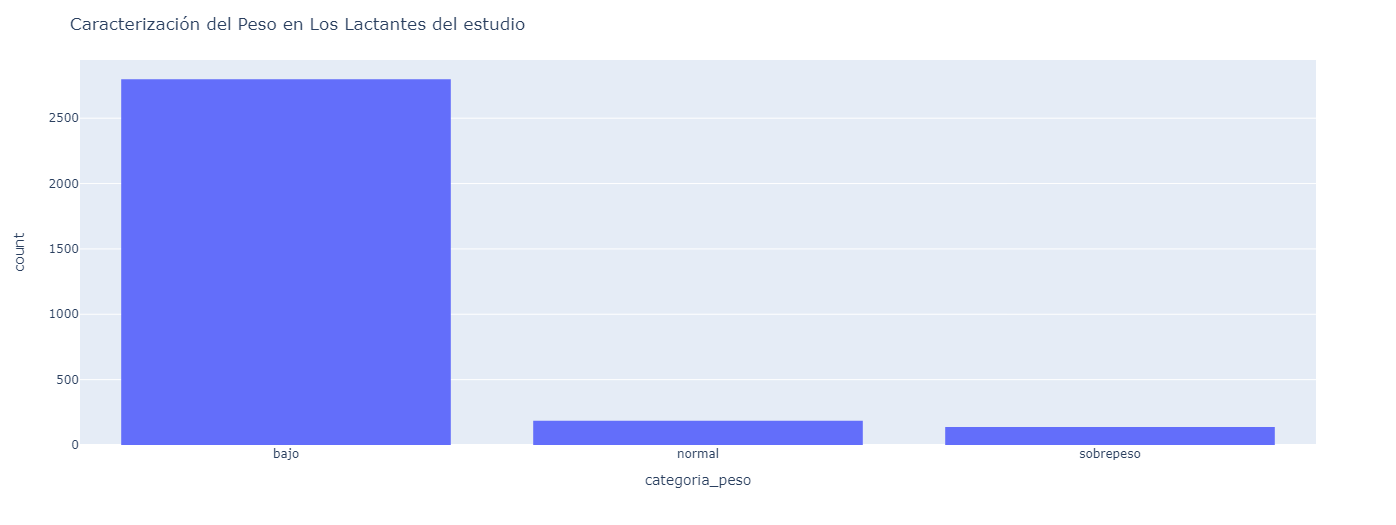 Caracterización del Peso en Los Lactantes del estudio
2500
2000
1500
1000
500
0
count
bajo
normal
sobrepeso
categoria_peso